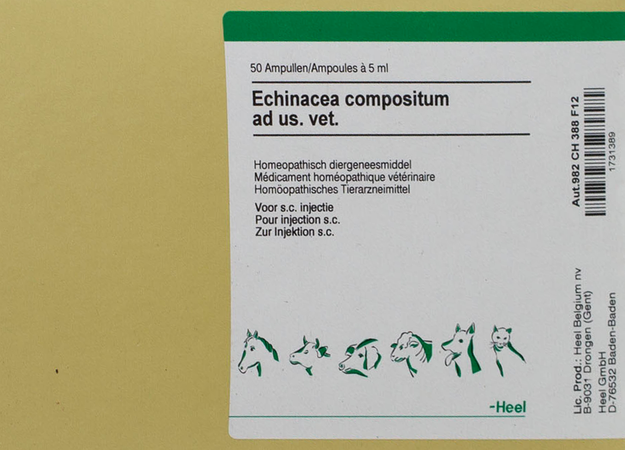 50 Ampullen/Ampoules à 5 ml
Echinacea compositum
ad us. vet.
Homeopathisch diergeneesmiddel
Médicament homéopathique vétérinaire
Homöopathisches Tierarzneimittel
Voor s.c. injectie
Pour injection s.c.
Zur Injektion s.c.
-Heel
Aut.982 CH 388 F12
1731389
Lic. Prod.: Heel Belgium nv
B-9031 Drongen (Gent)
Heel GmbH
D-76532 Baden-Baden